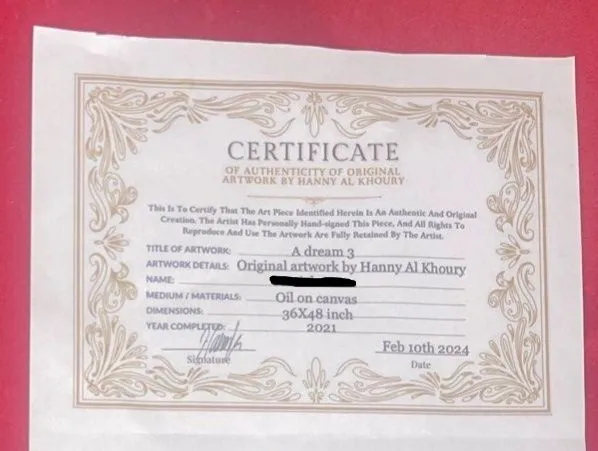 CERTIFICATE
OF AUTHENTICITY OF ORIGINAL
ARTWORK BY HANNY AL KHOURY
This Is To Certify That The Art Piece Identified Herein Is An Authentic And Original
Creation. The Artist Has Personally Hand-signed This Piece, And All Rights To
Reproduce And Use The Artwork Are Fully Retained By The Artist.
TITLE OF ARTWORK: A dream 3
ARTWORK DETAILS: Original artwork by Hanny Al Khoury
NAME:
MEDIUM / MATERIALS: Oil on canvas
DIMENSIONS: 36X48 inch
YEAR COMPLETED: 2021
Feb 10th 2024
Signature Date